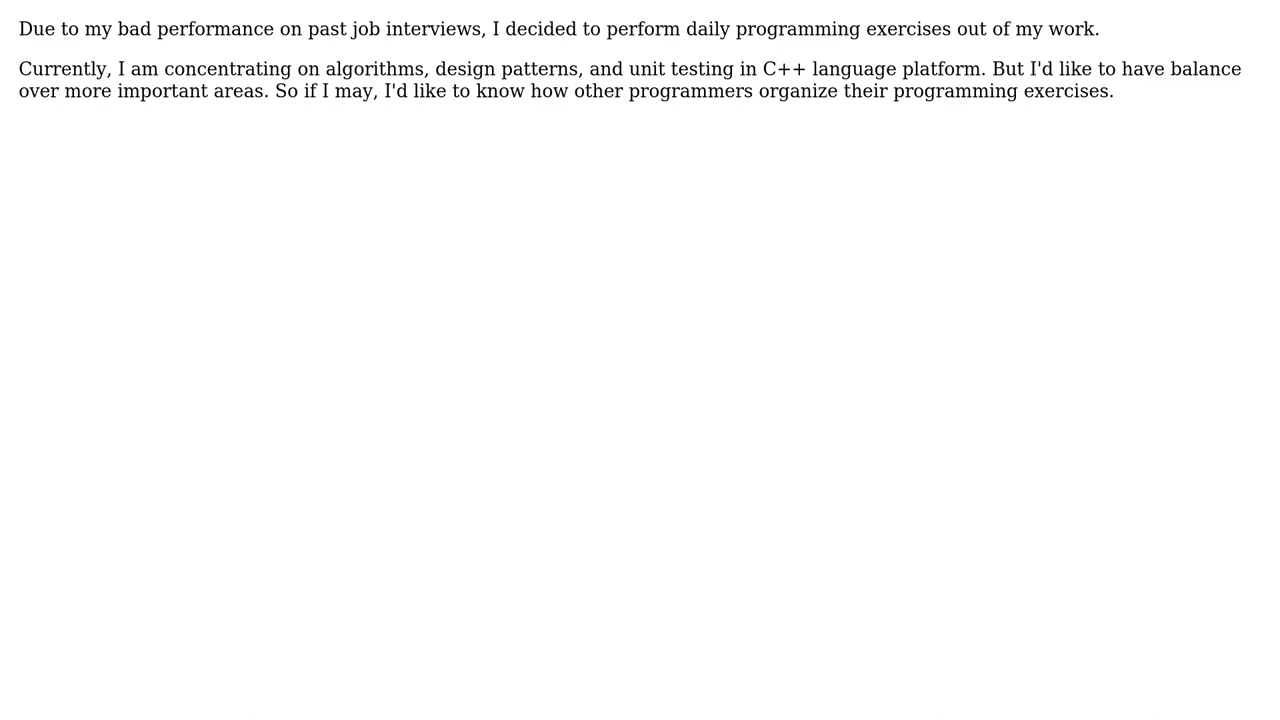 Due to my bad performance on past job interviews, I decided to perform daily programming exercises out of my work.
Currently, I am concentrating on algorithms, design patterns, and unit testing in C++ language platform. But I'd like to have balance
over more important areas. So if I may, I'd like to know how other programmers organize their programming exercises.